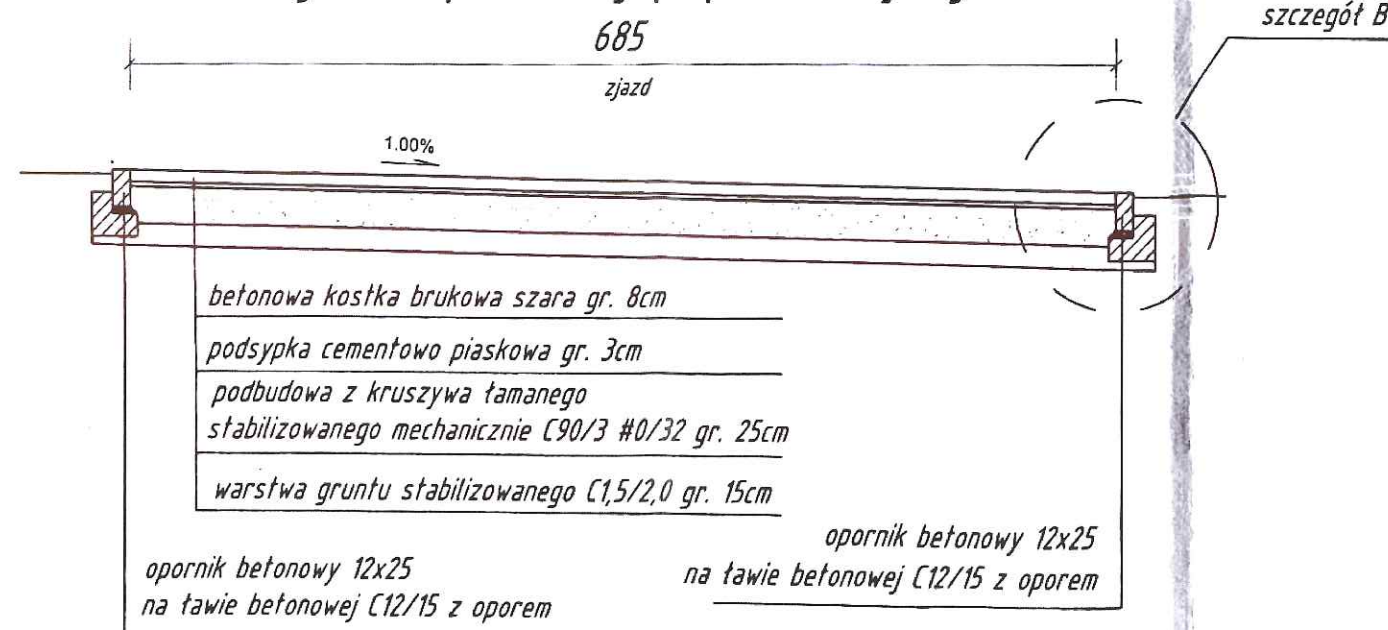 685
szczegół B
zjazd
1.00%
betonowa kostka brukowa szara gr. 8cm
podsypka cementowo piaskowa gr. 3cm
podbudowa z kruszywa łamanego
stabilizowanego mechanicznie C90/3 #0/32 gr. 25cm
warstwa gruntu stabilizowanego C1,5/2,0 gr. 15cm
opornik betonowy 12x25
na ławie betonowej C12/15 z oporem
opornik betonowy 12x25
na ławie betonowej C12/15 z oporem